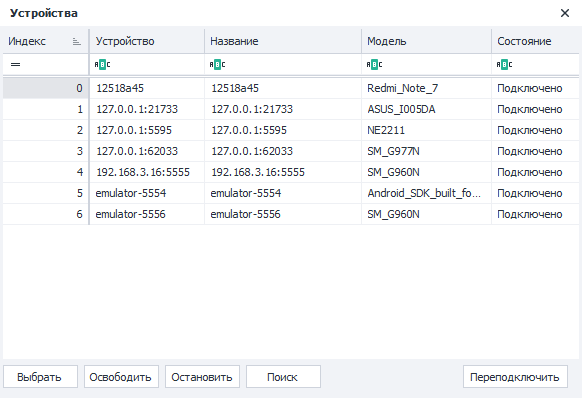 Устройства
Индекс Устройство Название Модель Состояние
= ABC ABC ABC ABC
0 12518a45 12518a45 Redmi_Note_7 Подключено
1 127.0.0.1:21733 127.0.0.1:21733 ASUS_I005DA Подключено
2 127.0.0.1:5595 127.0.0.1:5595 NE2211 Подключено
3 127.0.0.1:62033 127.0.0.1:62033 SM_G977N Подключено
4 192.168.3.16:5555 192.168.3.16:5555 SM_G960N Подключено
5 emulator-5554 emulator-5554 Android_SDK_built_fo... Подключено
6 emulator-5556 emulator-5556 SM_G960N Подключено
Выбрать Освободить Остановить Поиск Переподключить